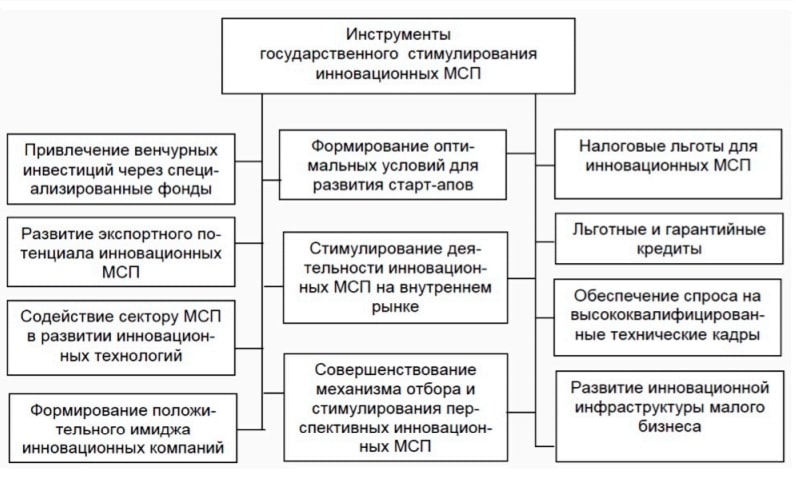 Инструменты
государственного стимулирования
инновационных МСП
Привлечение венчурных
инвестиций через специ-
ализированные фонды
Формирование опти-
мальных условий для
развития старт-апов
Налоговые льготы для
инновационных МСП
Развитие экспортного по-
тенциала инновационных
МСП
Стимулирование дея-
тельности инновацион-
ных МСП на внутреннем
рынке
Льготные и гарантийные
кредиты
Содействие сектору МСП
в развитии инновацион-
ных технологий
Обеспечение спроса на
высококвалифицирован-
ные технические кадры
Формирование положи-
тельного имиджа
инновационных компаний
Совершенствование
механизма отбора и
стимулирования пер-
спективных инновацион-
ных МСП
Развитие инновационной
инфраструктуры малого
бизнеса